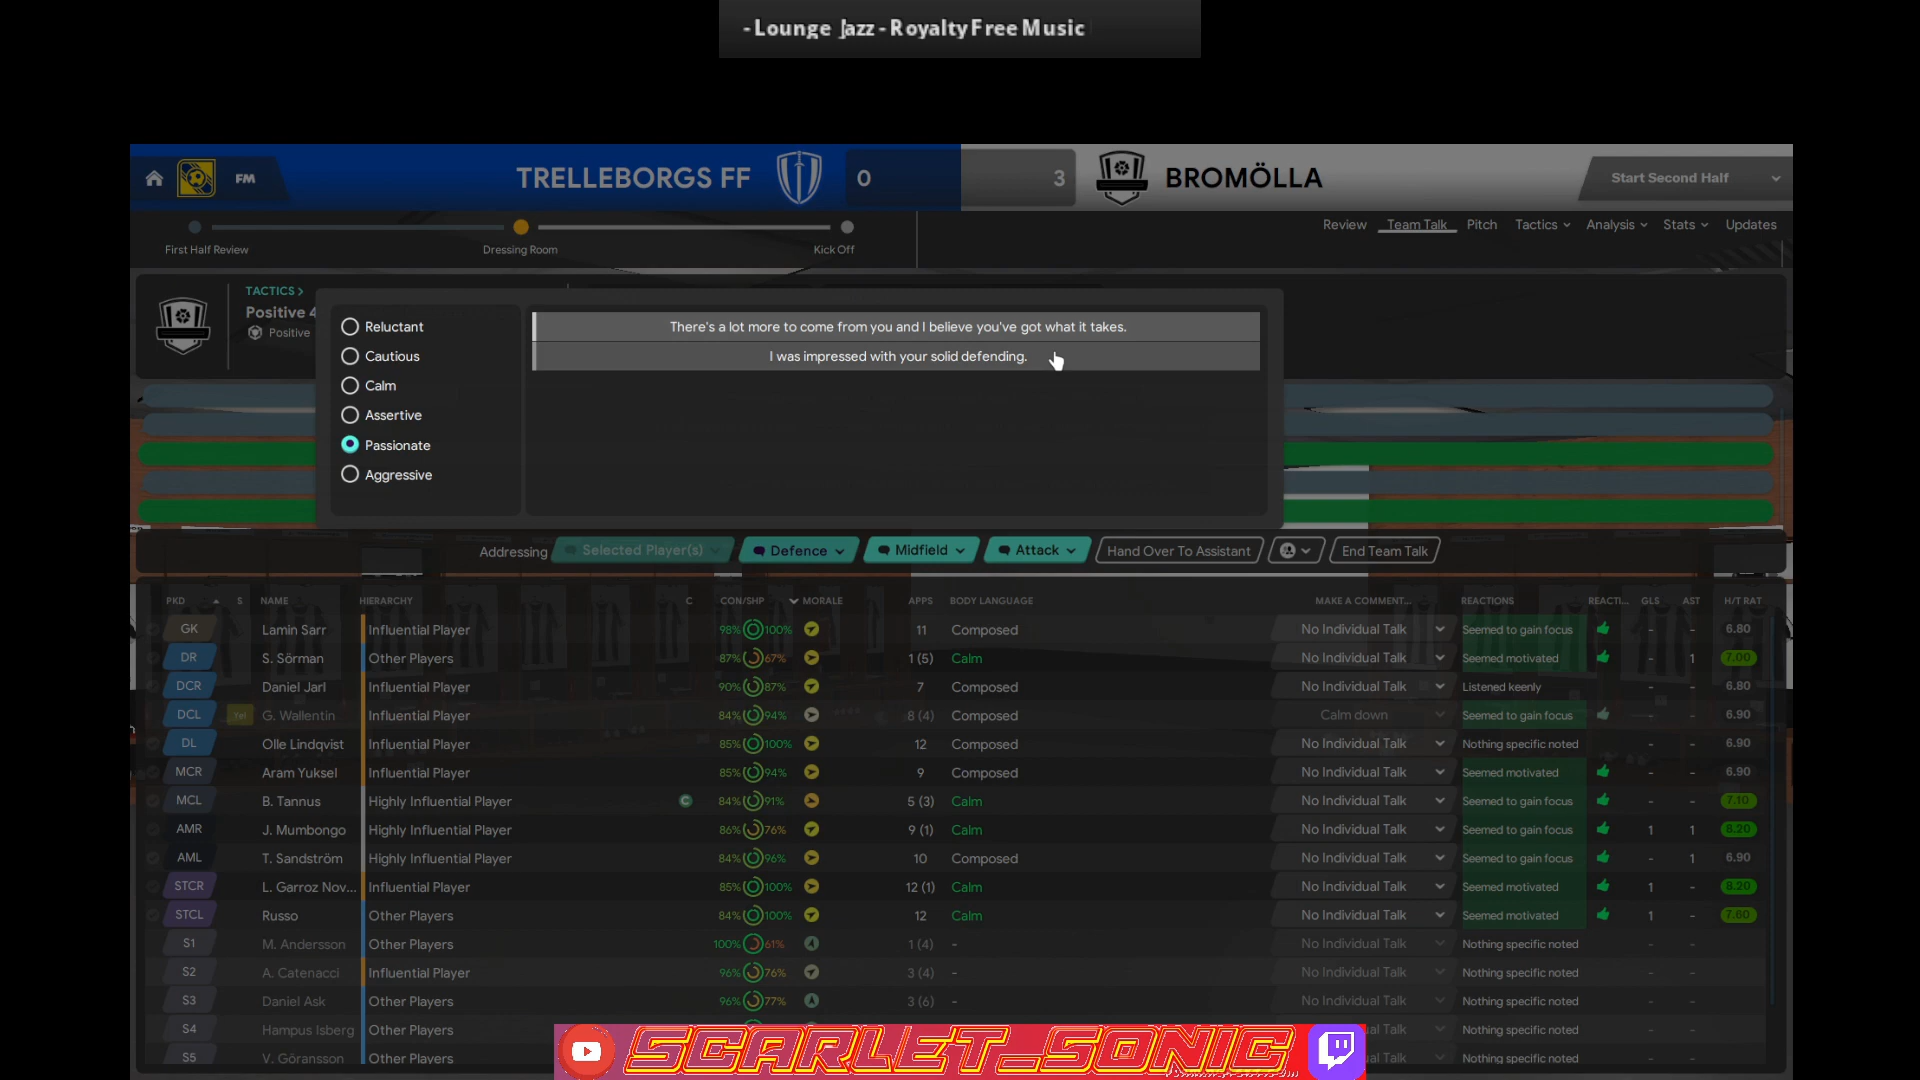 - Lounge Jazz - Royalty Free Music
FM
TRELLEBORGS FF
0
3
BROMÖLLA
Start Second Half
First Half Review
Dressing Room
Kick Off
Review
Team Talk
Pitch
Tactics
Analysis
Stats
Updates
TACTICS >
Positive 4
Positive
Reluctant
Cautious
Calm
Assertive
Passionate
Aggressive
There's a lot more to come from you and I believe you've got what it takes.
I was impressed with your solid defending.
Addressing Selected Player(s) Defence Midfield Attack Hand Over To Assistant End Team Talk
PKD S NAME HIERARCHY C CON/SHP MORALE APPS BODY LANGUAGE MAKE A COMMENT... REACTIONS REACTI... GLS AST H/T RAT
GK Lamin Sarr Influential Player 98% 100% 11 Composed No Individual Talk Seemed to gain focus - - 6.80
DR S. Sörman Other Players 87% 67% 1 (5) Calm No Individual Talk Seemed motivated - 1 7.00
DCR Daniel Jarl Influential Player 90% 87% 7 Composed No Individual Talk Listened keenly - - 6.80
DCL Yel G. Wallentin Influential Player 84% 94% 8 (4) Composed Calm down Seemed to gain focus - - 6.90
DL Olle Lindqvist Influential Player 85% 100% 12 Composed No Individual Talk Nothing specific noted - - 6.90
MCR Aram Yuksel Influential Player 85% 94% 9 Composed No Individual Talk Seemed motivated - - 6.90
MCL B. Tannus Highly Influential Player C 84% 91% 5 (3) Calm No Individual Talk Seemed to gain focus - - 7.10
AMR J. Mumbongo Highly Influential Player 86% 76% 9 (1) Calm No Individual Talk Seemed to gain focus 1 1 8.20
AML T. Sandström Highly Influential Player 84% 96% 10 Composed No Individual Talk Seemed to gain focus - 1 6.90
STCR L. Garroz Nov... Influential Player 85% 100% 12 (1) Calm No Individual Talk Seemed motivated 1 - 8.20
STCL Russo Other Players 84% 100% 12 Calm No Individual Talk Seemed motivated 1 - 7.60
S1 M. Andersson Other Players 100% 61% 1 (4) - No Individual Talk Nothing specific noted - -
S2 A. Catenacci Influential Player 96% 76% 3 (4) - No Individual Talk Nothing specific noted - -
S3 Daniel Ask Other Players 96% 77% 3 (6) - No Individual Talk Nothing specific noted - -
S4 Hampus Isberg Other Players al Talk Nothing specific noted - -
S5 V. Göransson Other Players al Talk Nothing specific noted - -
SCARLET_SONIC